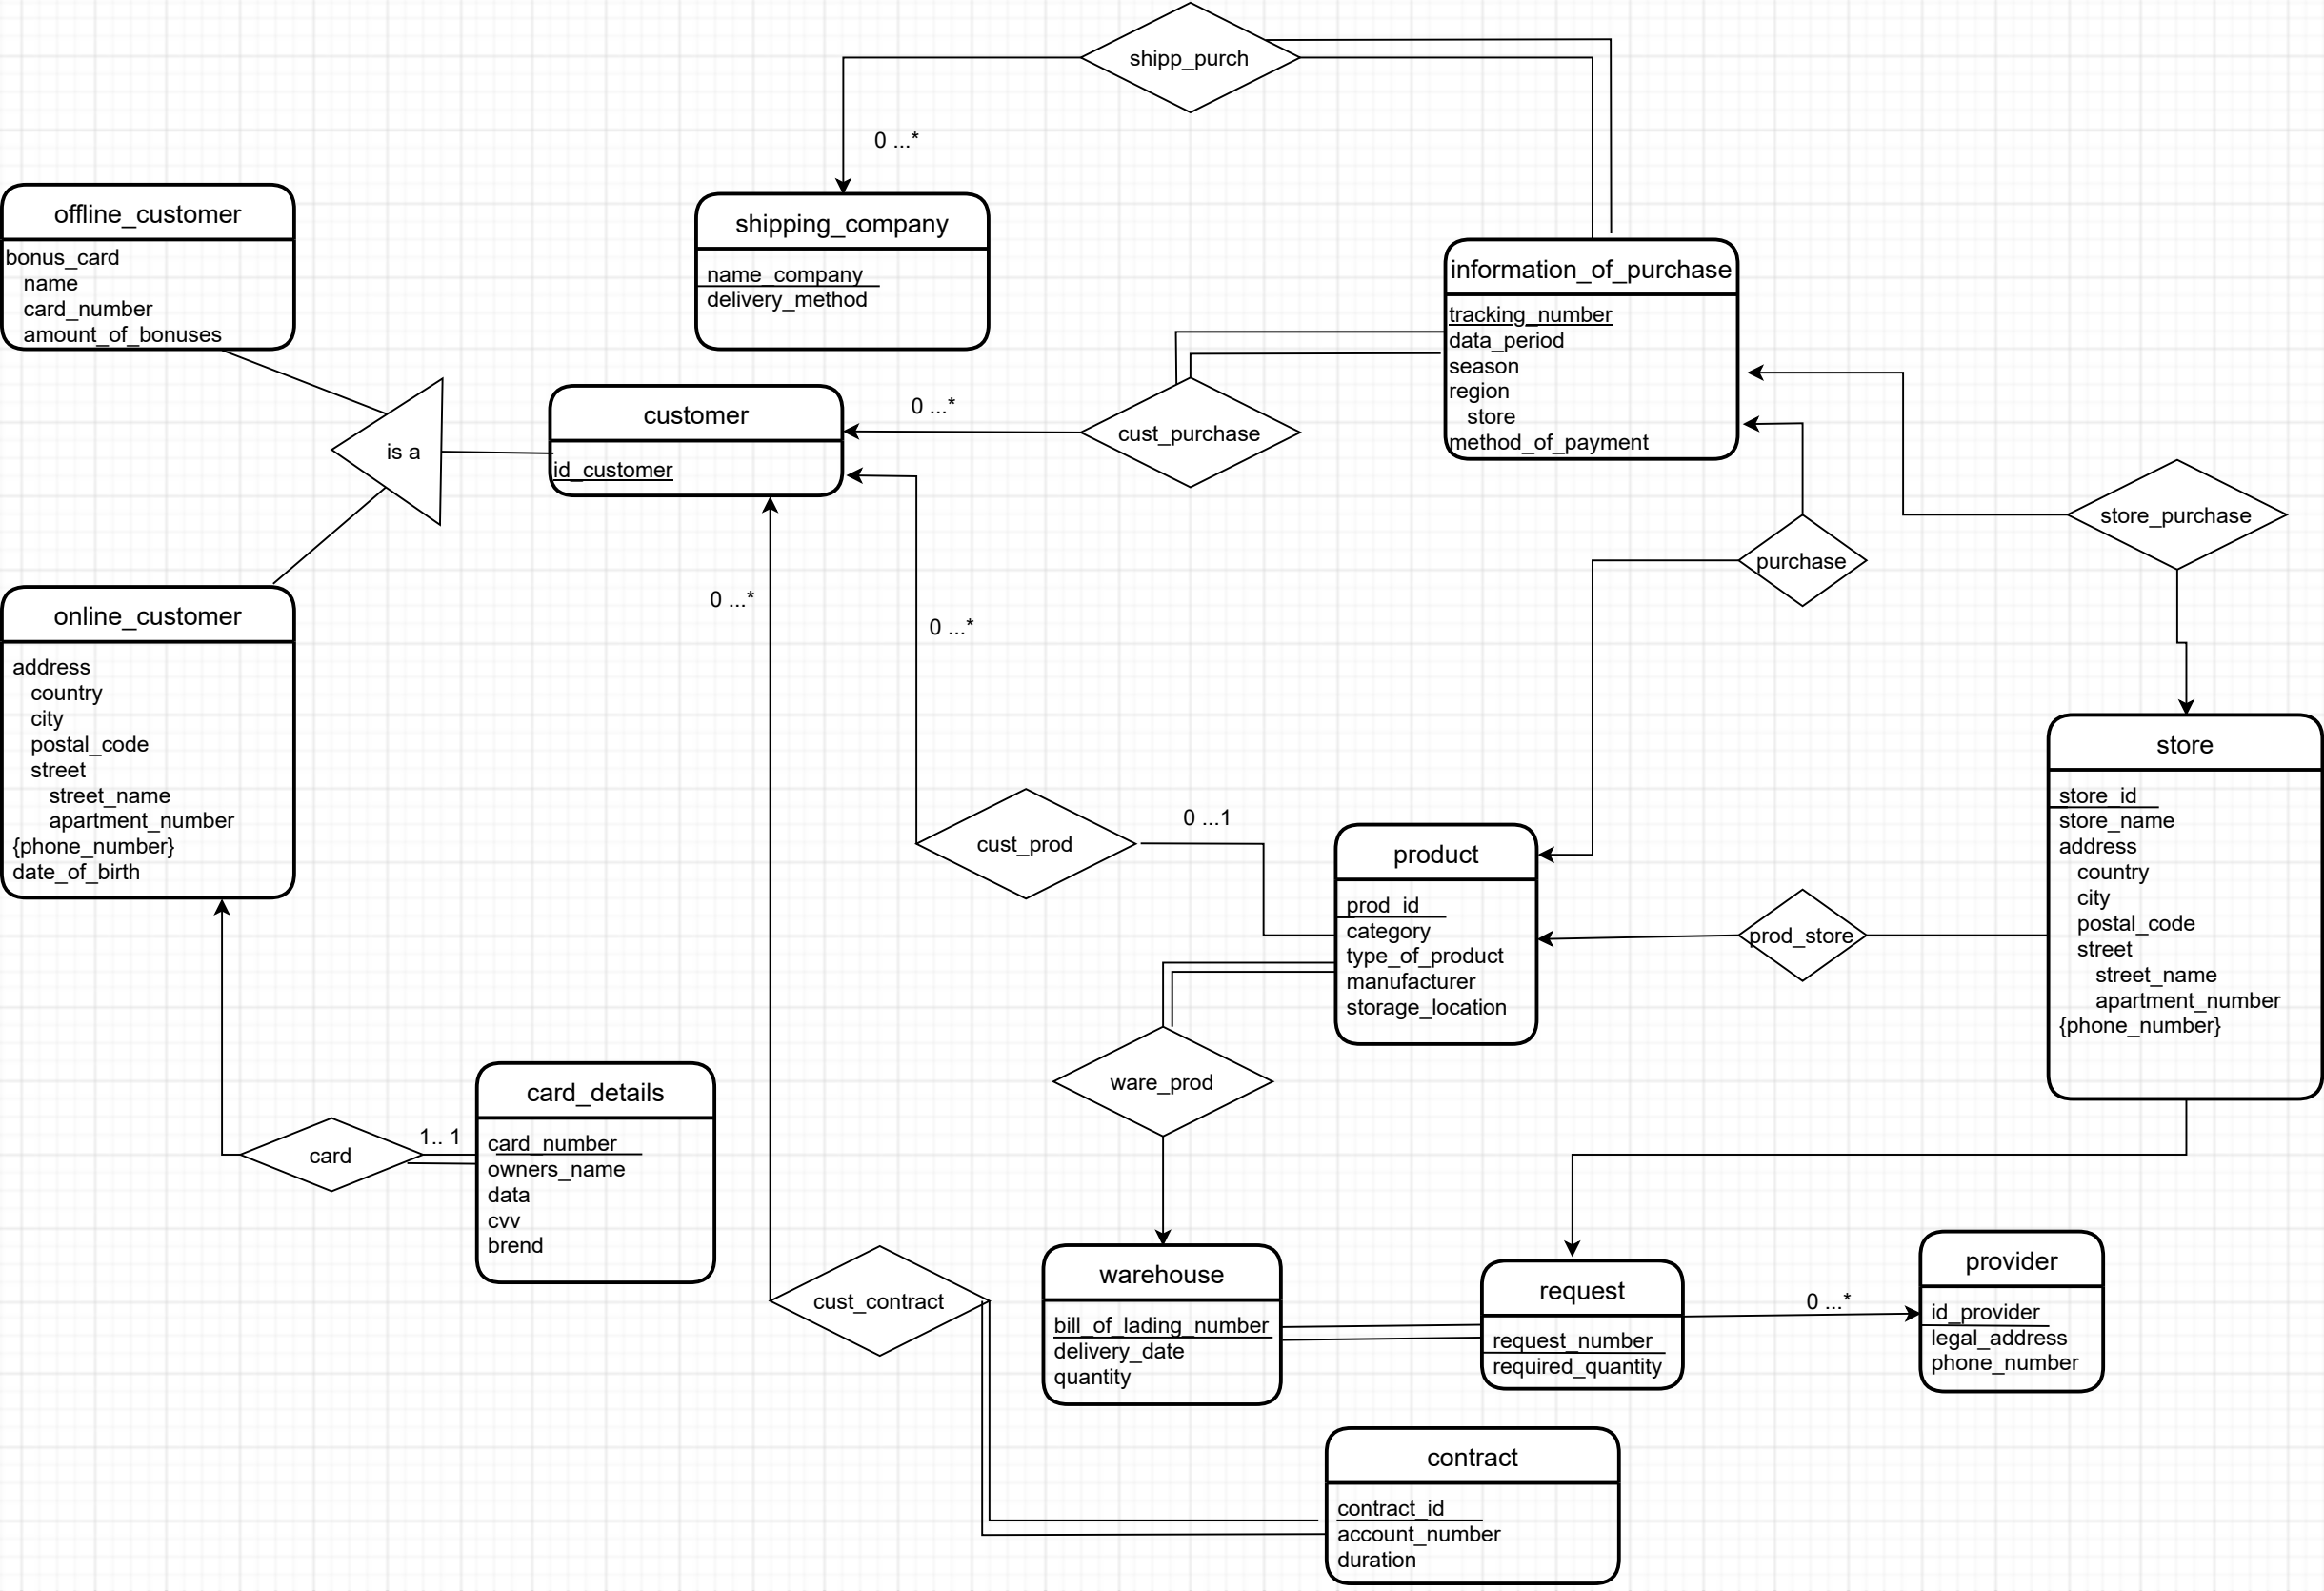 shipp_purch
0 ...*
offline_customer
bonus_card
name
card_number
amount_of_bonuses
shipping_company
name_company
delivery_method
information_of_purchase
tracking_number
data_period
season
region
store
method_of_payment
is a
customer
id_customer
0 ...*
cust_purchase
store_purchase
purchase
online_customer
address
country
city
postal_code
street
street_name
apartment_number
{phone_number}
date_of_birth
0 ...*
0 ...*
cust_prod
0 ...1
product
prod_id
category
type_of_product
manufacturer
storage_location
prod_store
store
store_id
store_name
address
country
city
postal_code
street
street_name
apartment_number
{phone_number}
ware_prod
card
1.. 1
card_details
card_number
owners_name
data
cvv
brend
cust_contract
warehouse
bill_of_lading_number
delivery_date
quantity
request
request_number
required_quantity
0 ...*
provider
id_provider
legal_address
phone_number
contract
contract_id
account_number
duration